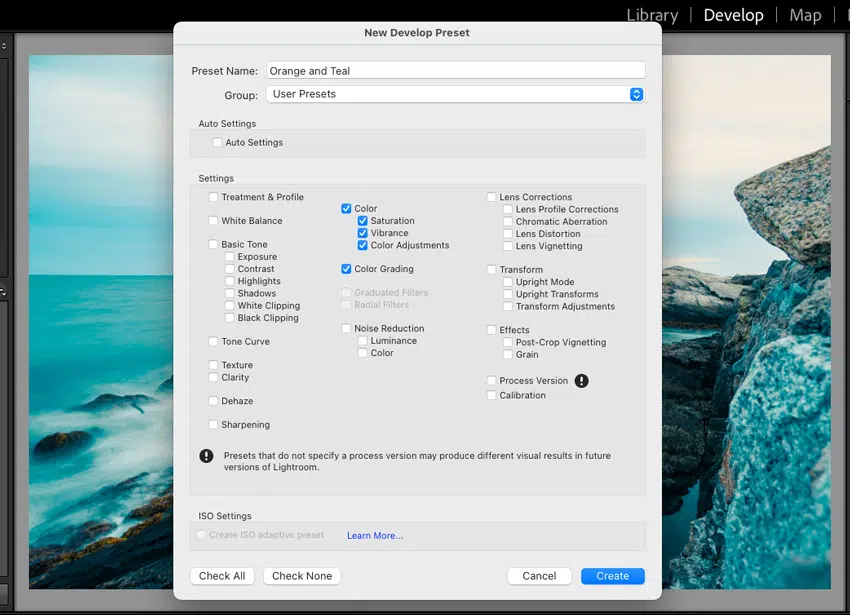 Library | Develop | Map |
New Develop Preset
Preset Name: Orange and Teal
Group: User Presets
Auto Settings
Auto Settings
Settings
Treatment & Profile
White Balance
Basic Tone
Exposure
Contrast
Highlights
Shadows
White Clipping
Black Clipping
Tone Curve
Texture
Clarity
Dehaze
Sharpening
Color
Saturation
Vibrance
Color Adjustments
Color Grading
Graduated Filters
Radial Filters
Noise Reduction
Luminance
Color
Lens Corrections
Lens Profile Corrections
Chromatic Aberration
Lens Distortion
Lens Vignetting
Transform
Upright Mode
Upright Transforms
Transform Adjustments
Effects
Post-Crop Vignetting
Grain
Process Version !
Calibration
! Presets that do not specify a process version may produce different visual results in future
versions of Lightroom.
ISO Settings
Create ISO adaptive preset Learn More...
Check All Check None Cancel Create